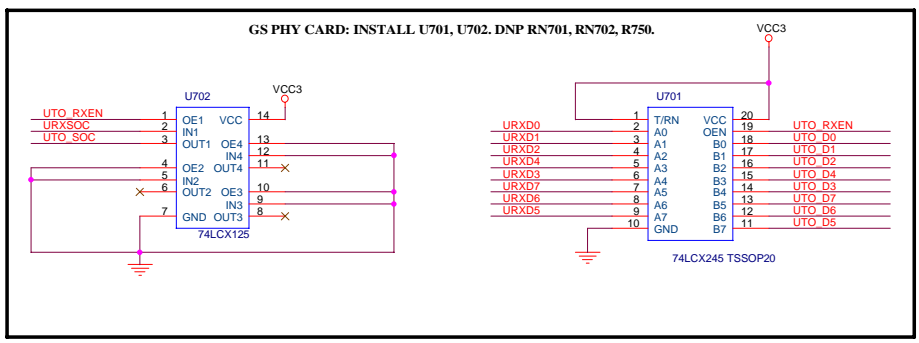 GS PHY CARD: INSTALL U701, U702. DNP RN701, RN702, R750.
VCC3
VCC3
U702
UTO_RXEN 1 OE1 VCC 14
URXSOC 2 IN1
UTO_SOC 3 OUT1 OE4 13
IN4 12
4 OE2 OUT4 11
5 IN2
6 OUT2 OE3 10
IN3 9
7 GND OUT3 8
74LCX125
U701
1 T/RN VCC 20
URXD0 2 A0 OEN 19 UTO_RXEN
URXD1 3 A1 B0 18 UTO_D0
URXD2 4 A2 B1 17 UTO_D1
URXD4 5 A3 B2 16 UTO_D2
URXD3 6 A4 B3 15 UTO_D4
URXD7 7 A5 B4 14 UTO_D3
URXD6 8 A6 B5 13 UTO_D7
URXD5 9 A7 B6 12 UTO_D6
10 GND B7 11 UTO_D5
74LCX245 TSSOP20